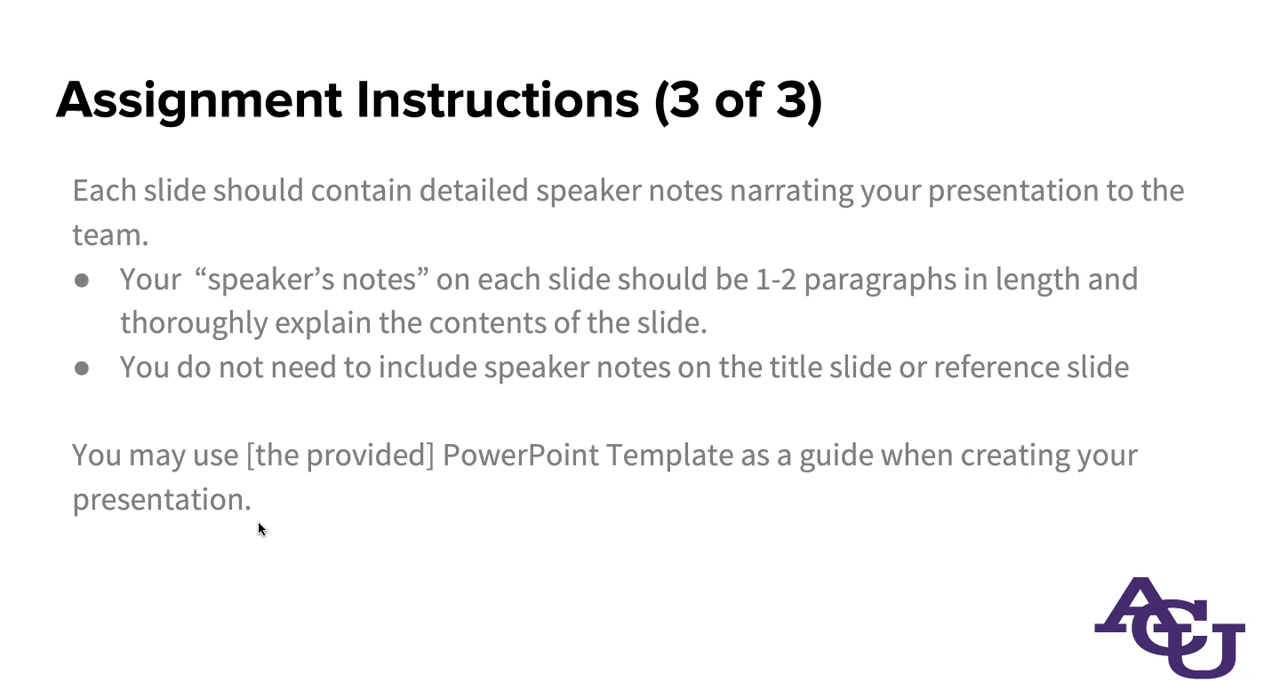 Assignment Instructions (3 of 3)
Each slide should contain detailed speaker notes narrating your presentation to the
team.
● Your “speaker’s notes” on each slide should be 1-2 paragraphs in length and
thoroughly explain the contents of the slide.
● You do not need to include speaker notes on the title slide or reference slide
You may use [the provided] PowerPoint Template as a guide when creating your
presentation.
ACU